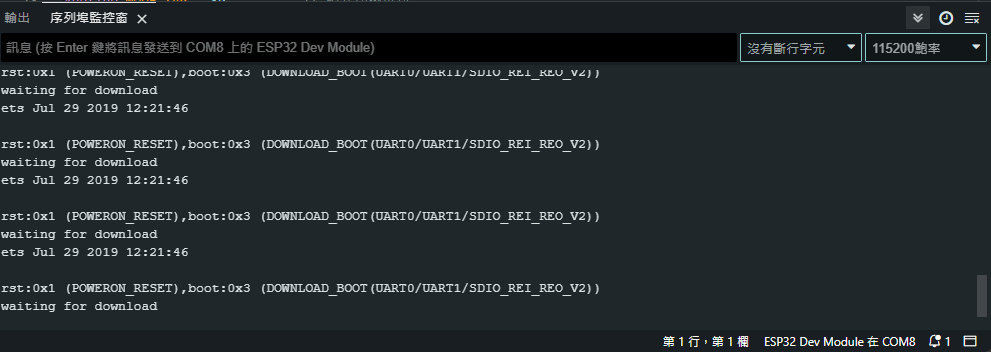 輸出 序列埠監控窗
訊息 (按 Enter 鍵將訊息發送到 COM8 上的 ESP32 Dev Module)
沒有斷行字元
115200鮑率
rst:0x1 (POWERON_RESET),boot:0x3 (DOWNLOAD_BOOT(UART0/UART1/SDIO_REI_REO_V2))
waiting for download
ets Jul 29 2019 12:21:46
rst:0x1 (POWERON_RESET),boot:0x3 (DOWNLOAD_BOOT(UART0/UART1/SDIO_REI_REO_V2))
waiting for download
ets Jul 29 2019 12:21:46
rst:0x1 (POWERON_RESET),boot:0x3 (DOWNLOAD_BOOT(UART0/UART1/SDIO_REI_REO_V2))
waiting for download
ets Jul 29 2019 12:21:46
rst:0x1 (POWERON_RESET),boot:0x3 (DOWNLOAD_BOOT(UART0/UART1/SDIO_REI_REO_V2))
waiting for download
第 1 行，第 1 欄 ESP32 Dev Module 在 COM8 1